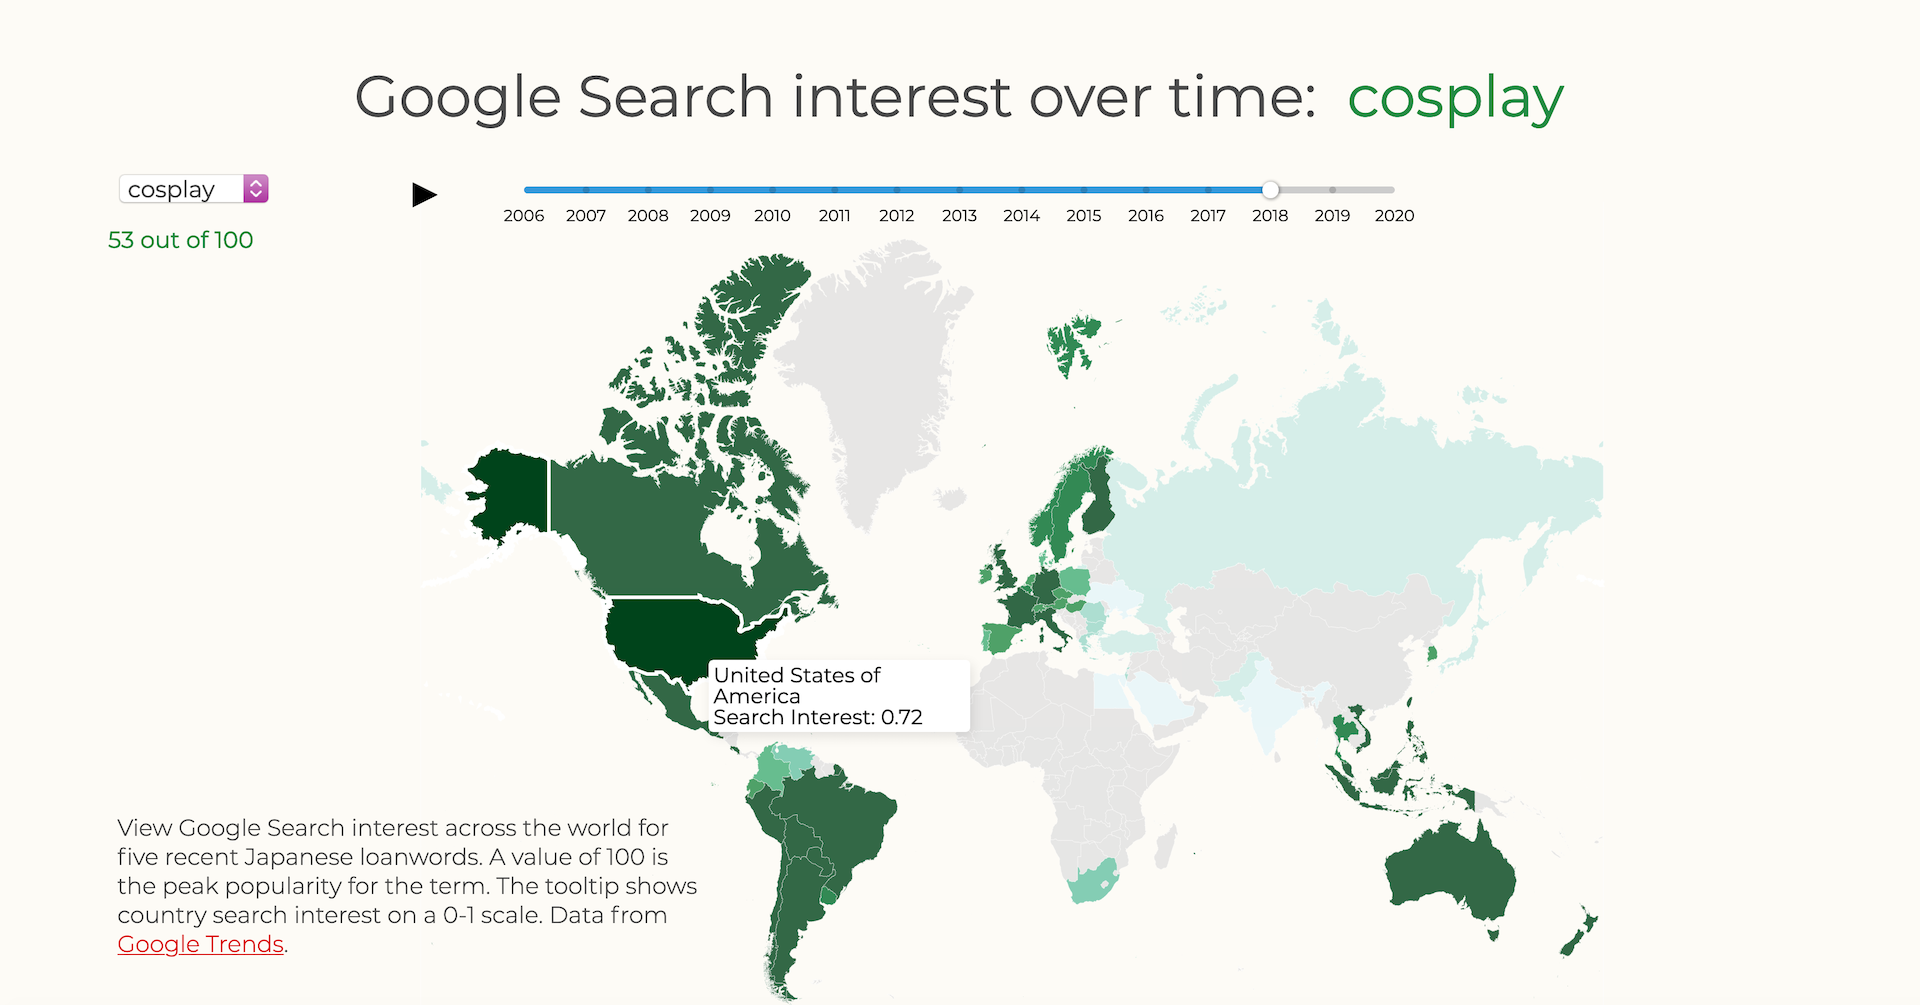 Google Search interest over time: cosplay
cosplay
53 out of 100
2006 2007 2008 2009 2010 2011 2012 2013 2014 2015 2016 2017 2018 2019 2020
United States of
America
Search Interest: 0.72
View Google Search interest across the world for
five recent Japanese loanwords. A value of 100 is
the peak popularity for the term. The tooltip shows
country search interest on a 0-1 scale. Data from
Google Trends.